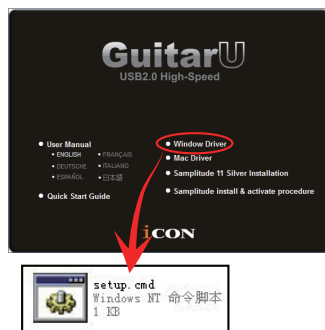 GuitarU
USB2.0 High-Speed
User Manual
ENGLISH
FRANÇAIS
DEUTSCHE
ITALIANO
ESPAÑOL
日本語
Quick Start Guide
Window Driver
Mac Driver
Samplitude 11 Silver Installation
Samplitude install & activate procedure
iCON
setup.cmd
Windows NT 命令脚本
1 KB